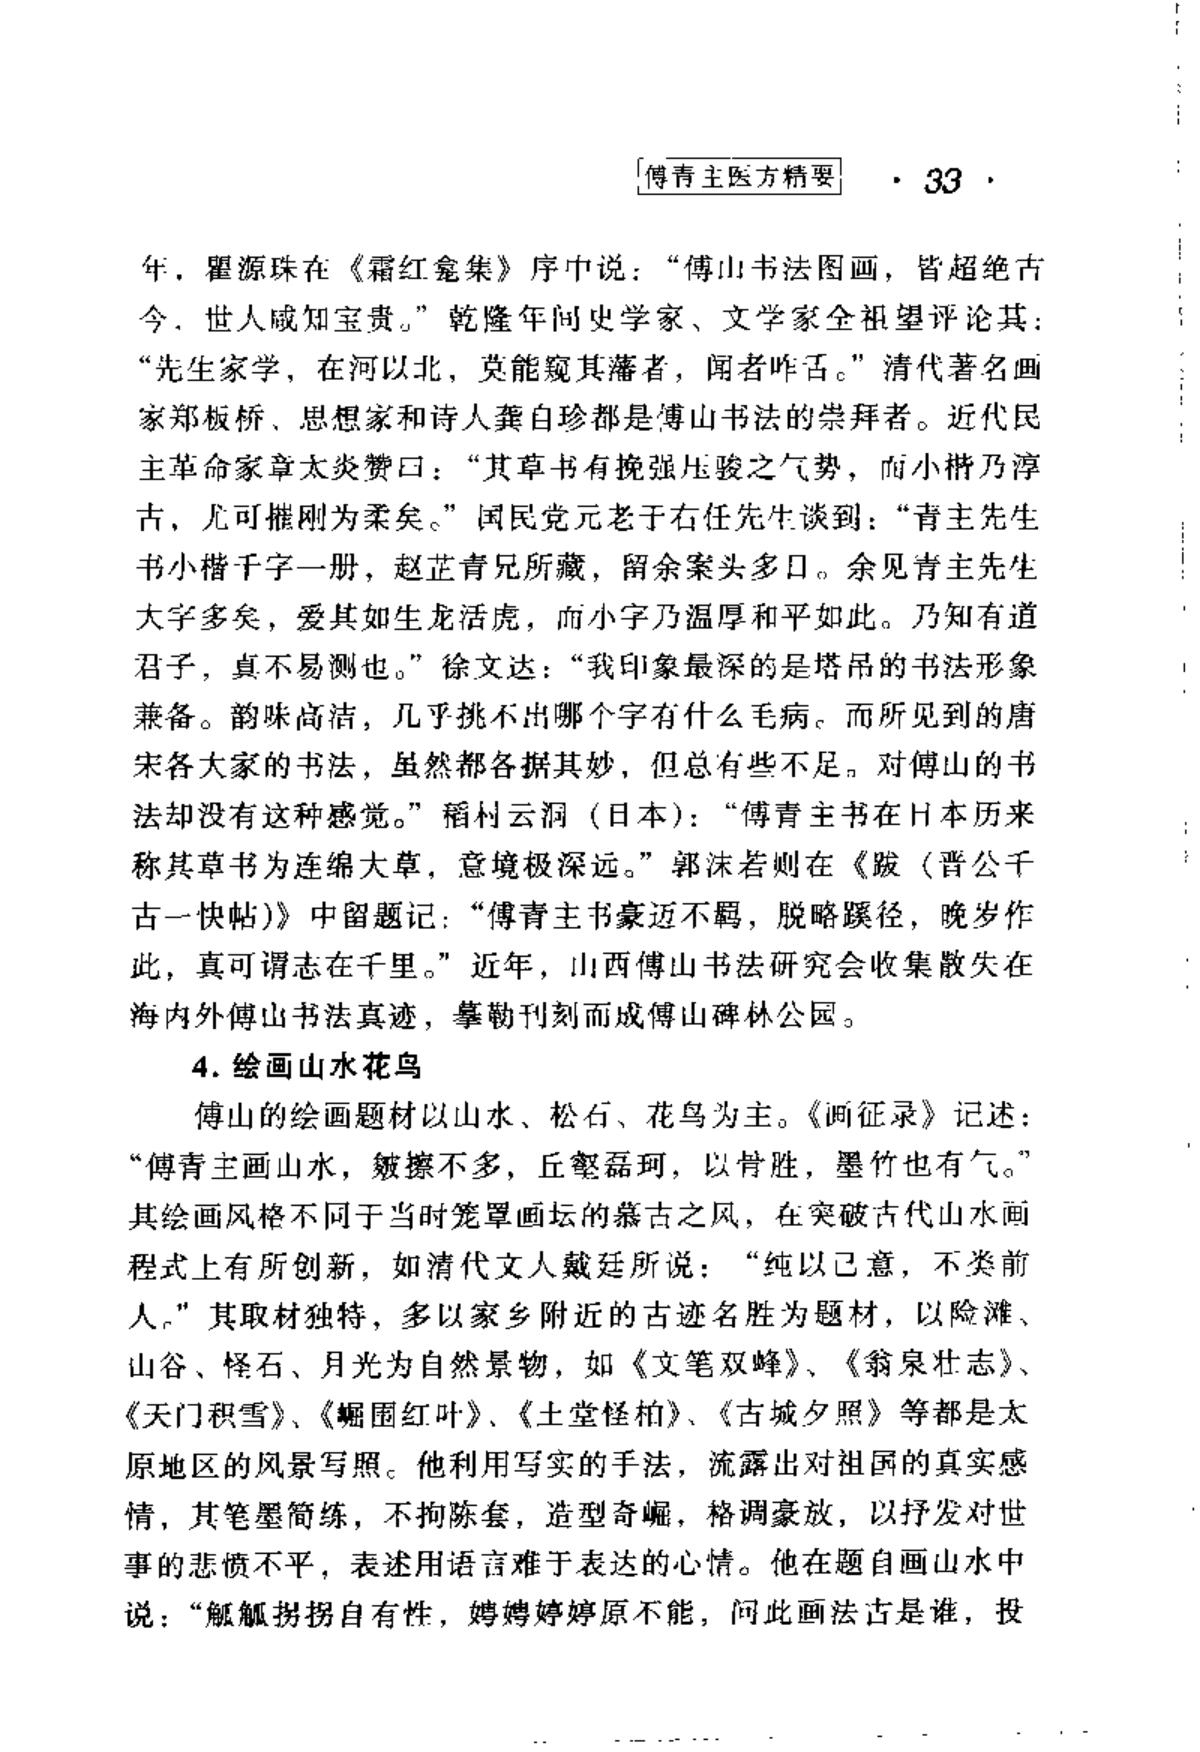 傅青主医方精要 · 33 ·
年，瞿源珠在《霜红龛集》序中说：“傅山书法图画，皆超绝古
今，世人咸知宝贵。”乾隆年间史学家、文学家全祖望评论其：
“先生家学，在河以北，莫能窥其藩者，闻者咋舌。”清代著名画
家郑板桥、思想家和诗人龚自珍都是傅山书法的崇拜者。近代民
主革命家章太炎赞曰：“其草书有挽强压骏之气势，而小楷乃淳
古，尤可摧刚为柔矣。”国民党元老于右任先生谈到：“青主先生
书小楷千字一册，赵芷青兄所藏，留余案头多日。余见青主先生
大字多矣，爱其如生龙活虎，而小字乃温厚和平如此。乃知有道
君子，真不易测也。”徐文达：“我印象最深的是塔吊的书法形象
兼备。韵味高洁，几乎挑不出哪个字有什么毛病。而所见到的唐
宋各大家的书法，虽然都各据其妙，但总有些不足。对傅山的书
法却没有这种感觉。”稻村云洞（日本）：“傅青主书在日本历来
称其草书为连绵大草，意境极深远。”郭沫若则在《跋（晋公千
古一快帖）》中留题记：“傅青主书豪迈不羁，脱略蹊径，晚岁作
此，真可谓志在千里。”近年，山西傅山书法研究会收集散失在
海内外傅山书法真迹，摹勒刊刻而成傅山碑林公园。
4. 绘画山水花鸟
傅山的绘画题材以山水、松石、花鸟为主。《画征录》记述：
“傅青主画山水，皴擦不多，丘壑磊珂，以骨胜，墨竹也有气。”
其绘画风格不同于当时笼罩画坛的慕古之风，在突破古代山水画
程式上有所创新，如清代文人戴廷所说：“纯以己意，不类前
人。”其取材独特，多以家乡附近的古迹名胜为题材，以险滩、
山谷、怪石、月光为自然景物，如《文笔双峰》、《翁泉壮志》、
《天门积雪》、《崛围红叶》、《土堂怪柏》、《古城夕照》等都是太
原地区的风景写照。他利用写实的手法，流露出对祖国的真实感
情，其笔墨简练，不拘陈套，造型奇崛，格调豪放，以抒发对世
事的悲愤不平，表述用语言难于表达的心情。他在题自画山水中
说：“觚觚拐拐自有性，娉娉婷婷原不能，问此画法古是谁，投